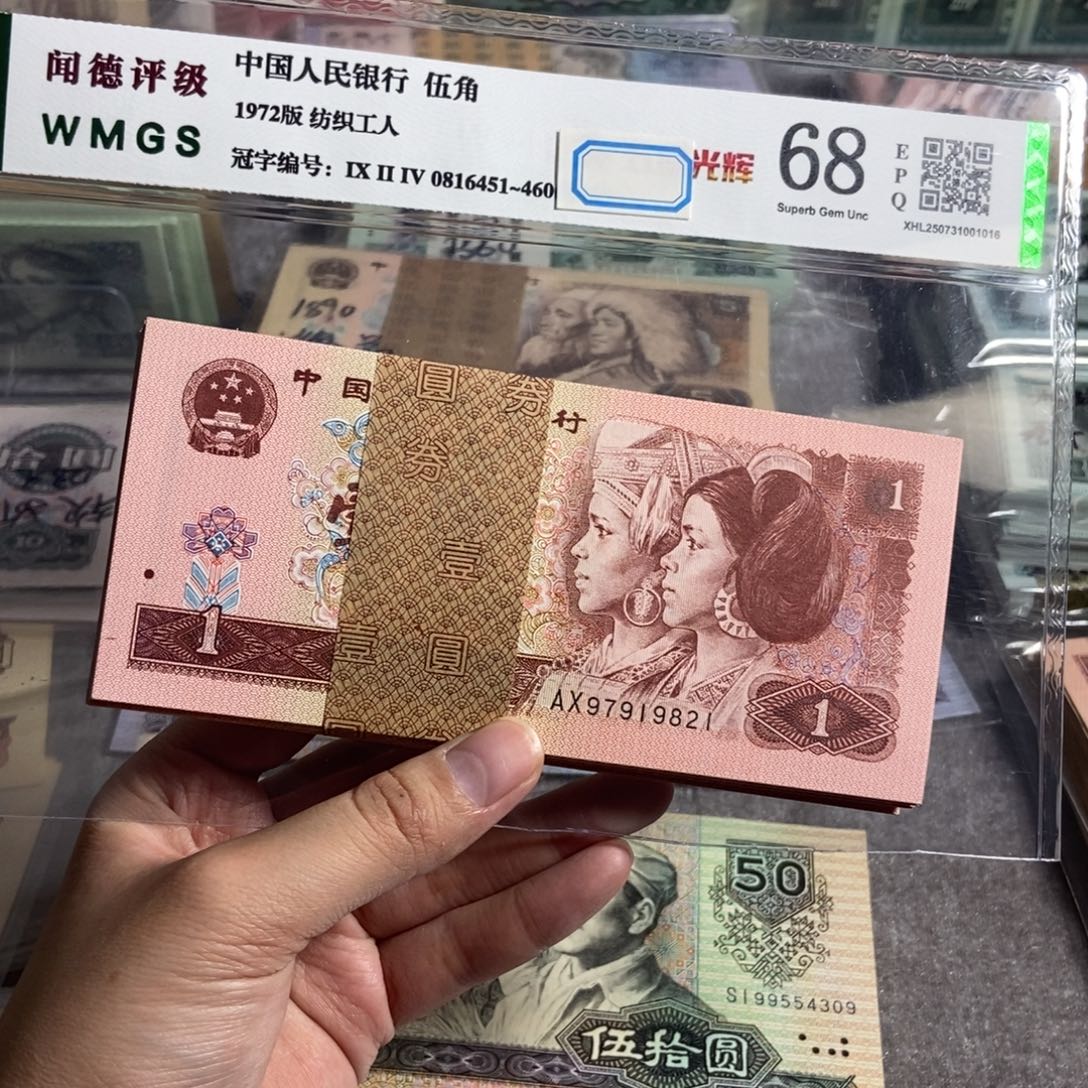 闻德评级
WMGS
中国人民银行 伍角
1972版 纺织工人
冠字编号：IX II IV 0816451~460
光辉
68
Superb Gem Unc
EPQ
XHL250731001016
1890
中国
行
圆 券
券
壹
壹 圆
1
1
AX97919821
1
50
SI99554309
伍拾圆